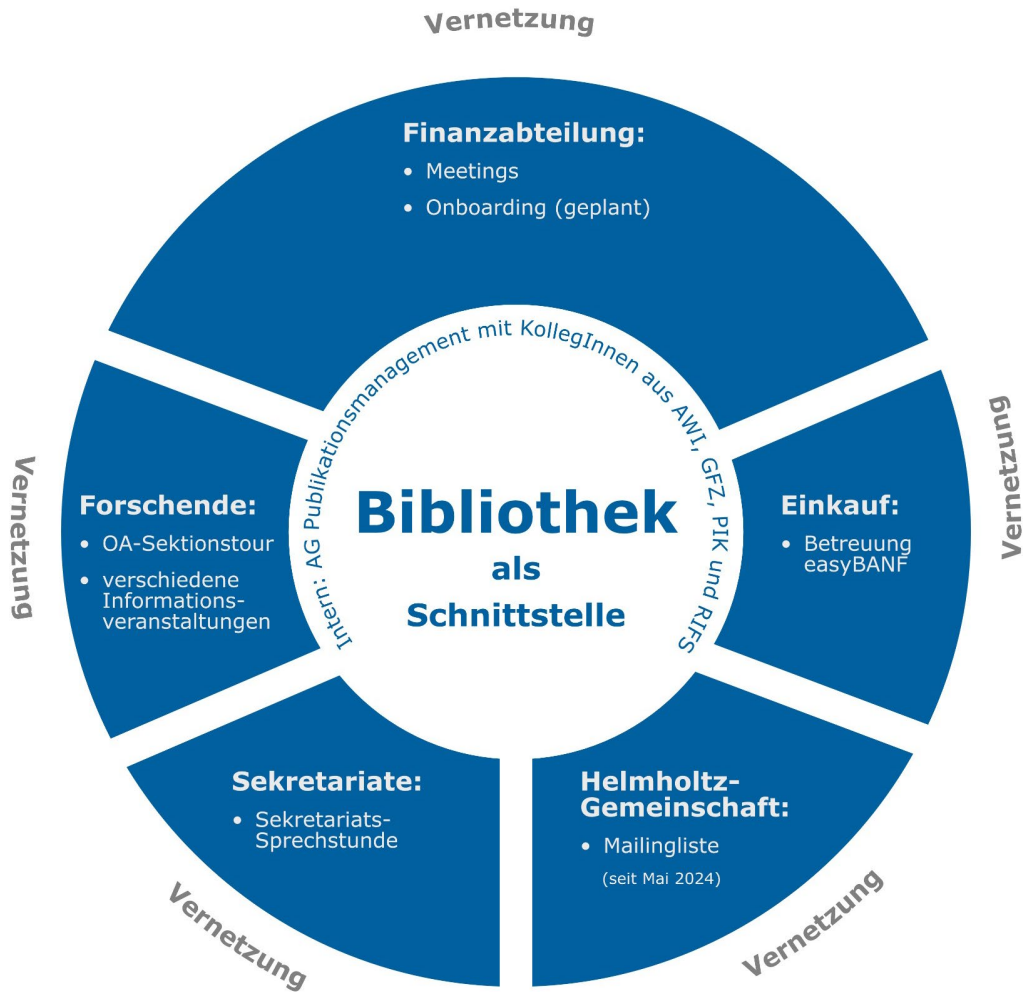 Vernetzung
Finanzabteilung:
• Meetings
• Onboarding (geplant)
Intern: AG Publikationsmanagement mit KollegInnen aus AWI, GFZ, PIK und RIFS
Vernetzung
Vernetzung
Forschende:
• OA-Sektionstour
• verschiedene
Informations-
veranstaltungen
Bibliothek
als
Schnittstelle
Einkauf:
• Betreuung
easyBANF
Sekretariate:
• Sekretariats-
Sprechstunde
Helmholtz-
Gemeinschaft:
• Mailingliste
(seit Mai 2024)
Vernetzung
Vernetzung